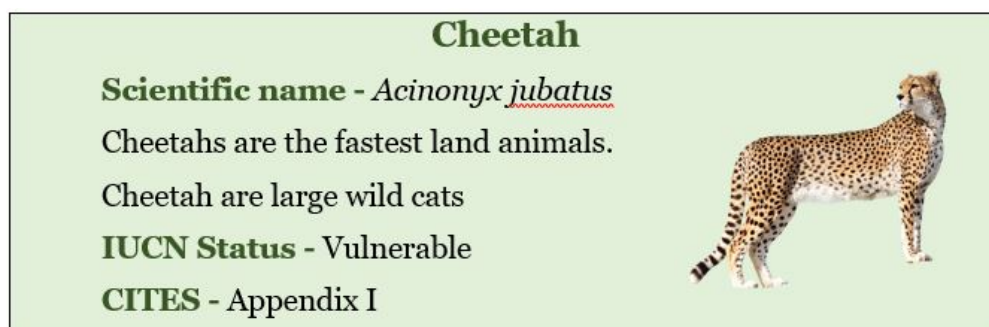 Cheetah
Scientific name - Acinonyx jubatus
Cheetahs are the fastest land animals.
Cheetah are large wild cats
IUCN Status - Vulnerable
CITES - Appendix I